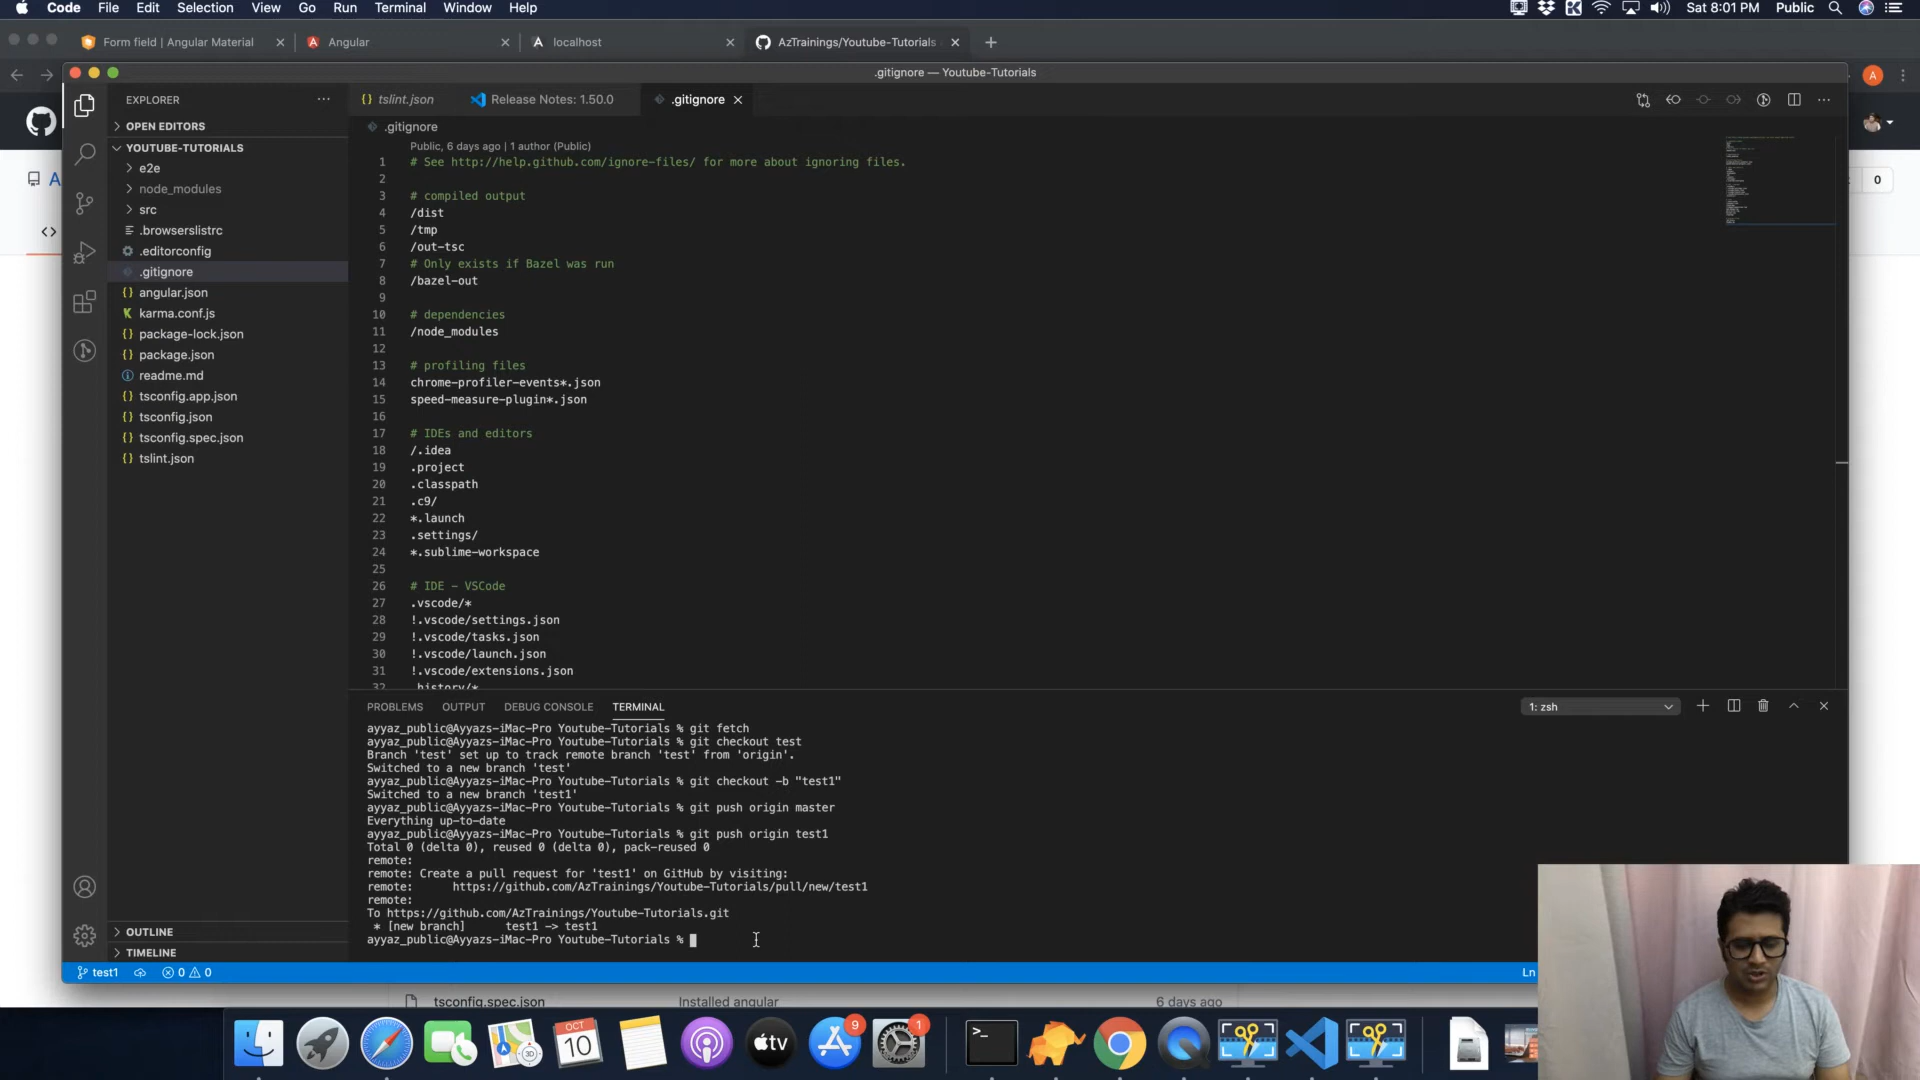 Code File Edit Selection View Go Run Terminal Window Help
Sat 8:01 PM Public
Form field | Angular Material
Angular
localhost
AzTrainings/Youtube-Tutorials
A
.gitignore — Youtube-Tutorials
EXPLORER
OPEN EDITORS
YOUTUBE-TUTORIALS
e2e
node_modules
src
.browserslistrc
.editorconfig
.gitignore
angular.json
karma.conf.js
package-lock.json
package.json
readme.md
tsconfig.app.json
tsconfig.json
tsconfig.spec.json
tslint.json
OUTLINE
TIMELINE
tslint.json
Release Notes: 1.50.0
.gitignore
.gitignore
Public, 6 days ago | 1 author (Public)
1 # See http://help.github.com/ignore-files/ for more about ignoring files.
2
3 # compiled output
4 /dist
5 /tmp
6 /out-tsc
7 # Only exists if Bazel was run
8 /bazel-out
9
10 # dependencies
11 /node_modules
12
13 # profiling files
14 chrome-profiler-events*.json
15 speed-measure-plugin*.json
16
17 # IDEs and editors
18 /.idea
19 .project
20 .classpath
21 .c9/
22 *.launch
23 .settings/
24 *.sublime-workspace
25
26 # IDE - VSCode
27 .vscode/*
28 !.vscode/settings.json
29 !.vscode/tasks.json
30 !.vscode/launch.json
31 !.vscode/extensions.json
32 .history/*
0
PROBLEMS OUTPUT DEBUG CONSOLE TERMINAL
1: zsh
ayyaz_public@Ayyazs-iMac-Pro Youtube-Tutorials % git fetch
ayyaz_public@Ayyazs-iMac-Pro Youtube-Tutorials % git checkout test
Branch 'test' set up to track remote branch 'test' from 'origin'.
Switched to a new branch 'test'
ayyaz_public@Ayyazs-iMac-Pro Youtube-Tutorials % git checkout -b "test1"
Switched to a new branch 'test1'
ayyaz_public@Ayyazs-iMac-Pro Youtube-Tutorials % git push origin master
Everything up-to-date
ayyaz_public@Ayyazs-iMac-Pro Youtube-Tutorials % git push origin test1
Total 0 (delta 0), reused 0 (delta 0), pack-reused 0
remote:
remote: Create a pull request for 'test1' on GitHub by visiting:
remote: https://github.com/AzTrainings/Youtube-Tutorials/pull/new/test1
remote:
To https://github.com/AzTrainings/Youtube-Tutorials.git
* [new branch] test1 -> test1
ayyaz_public@Ayyazs-iMac-Pro Youtube-Tutorials %
test1 0 0
Ln
tsconfig.spec.json Installed angular 6 days ago
OCT
10
tv
9
1